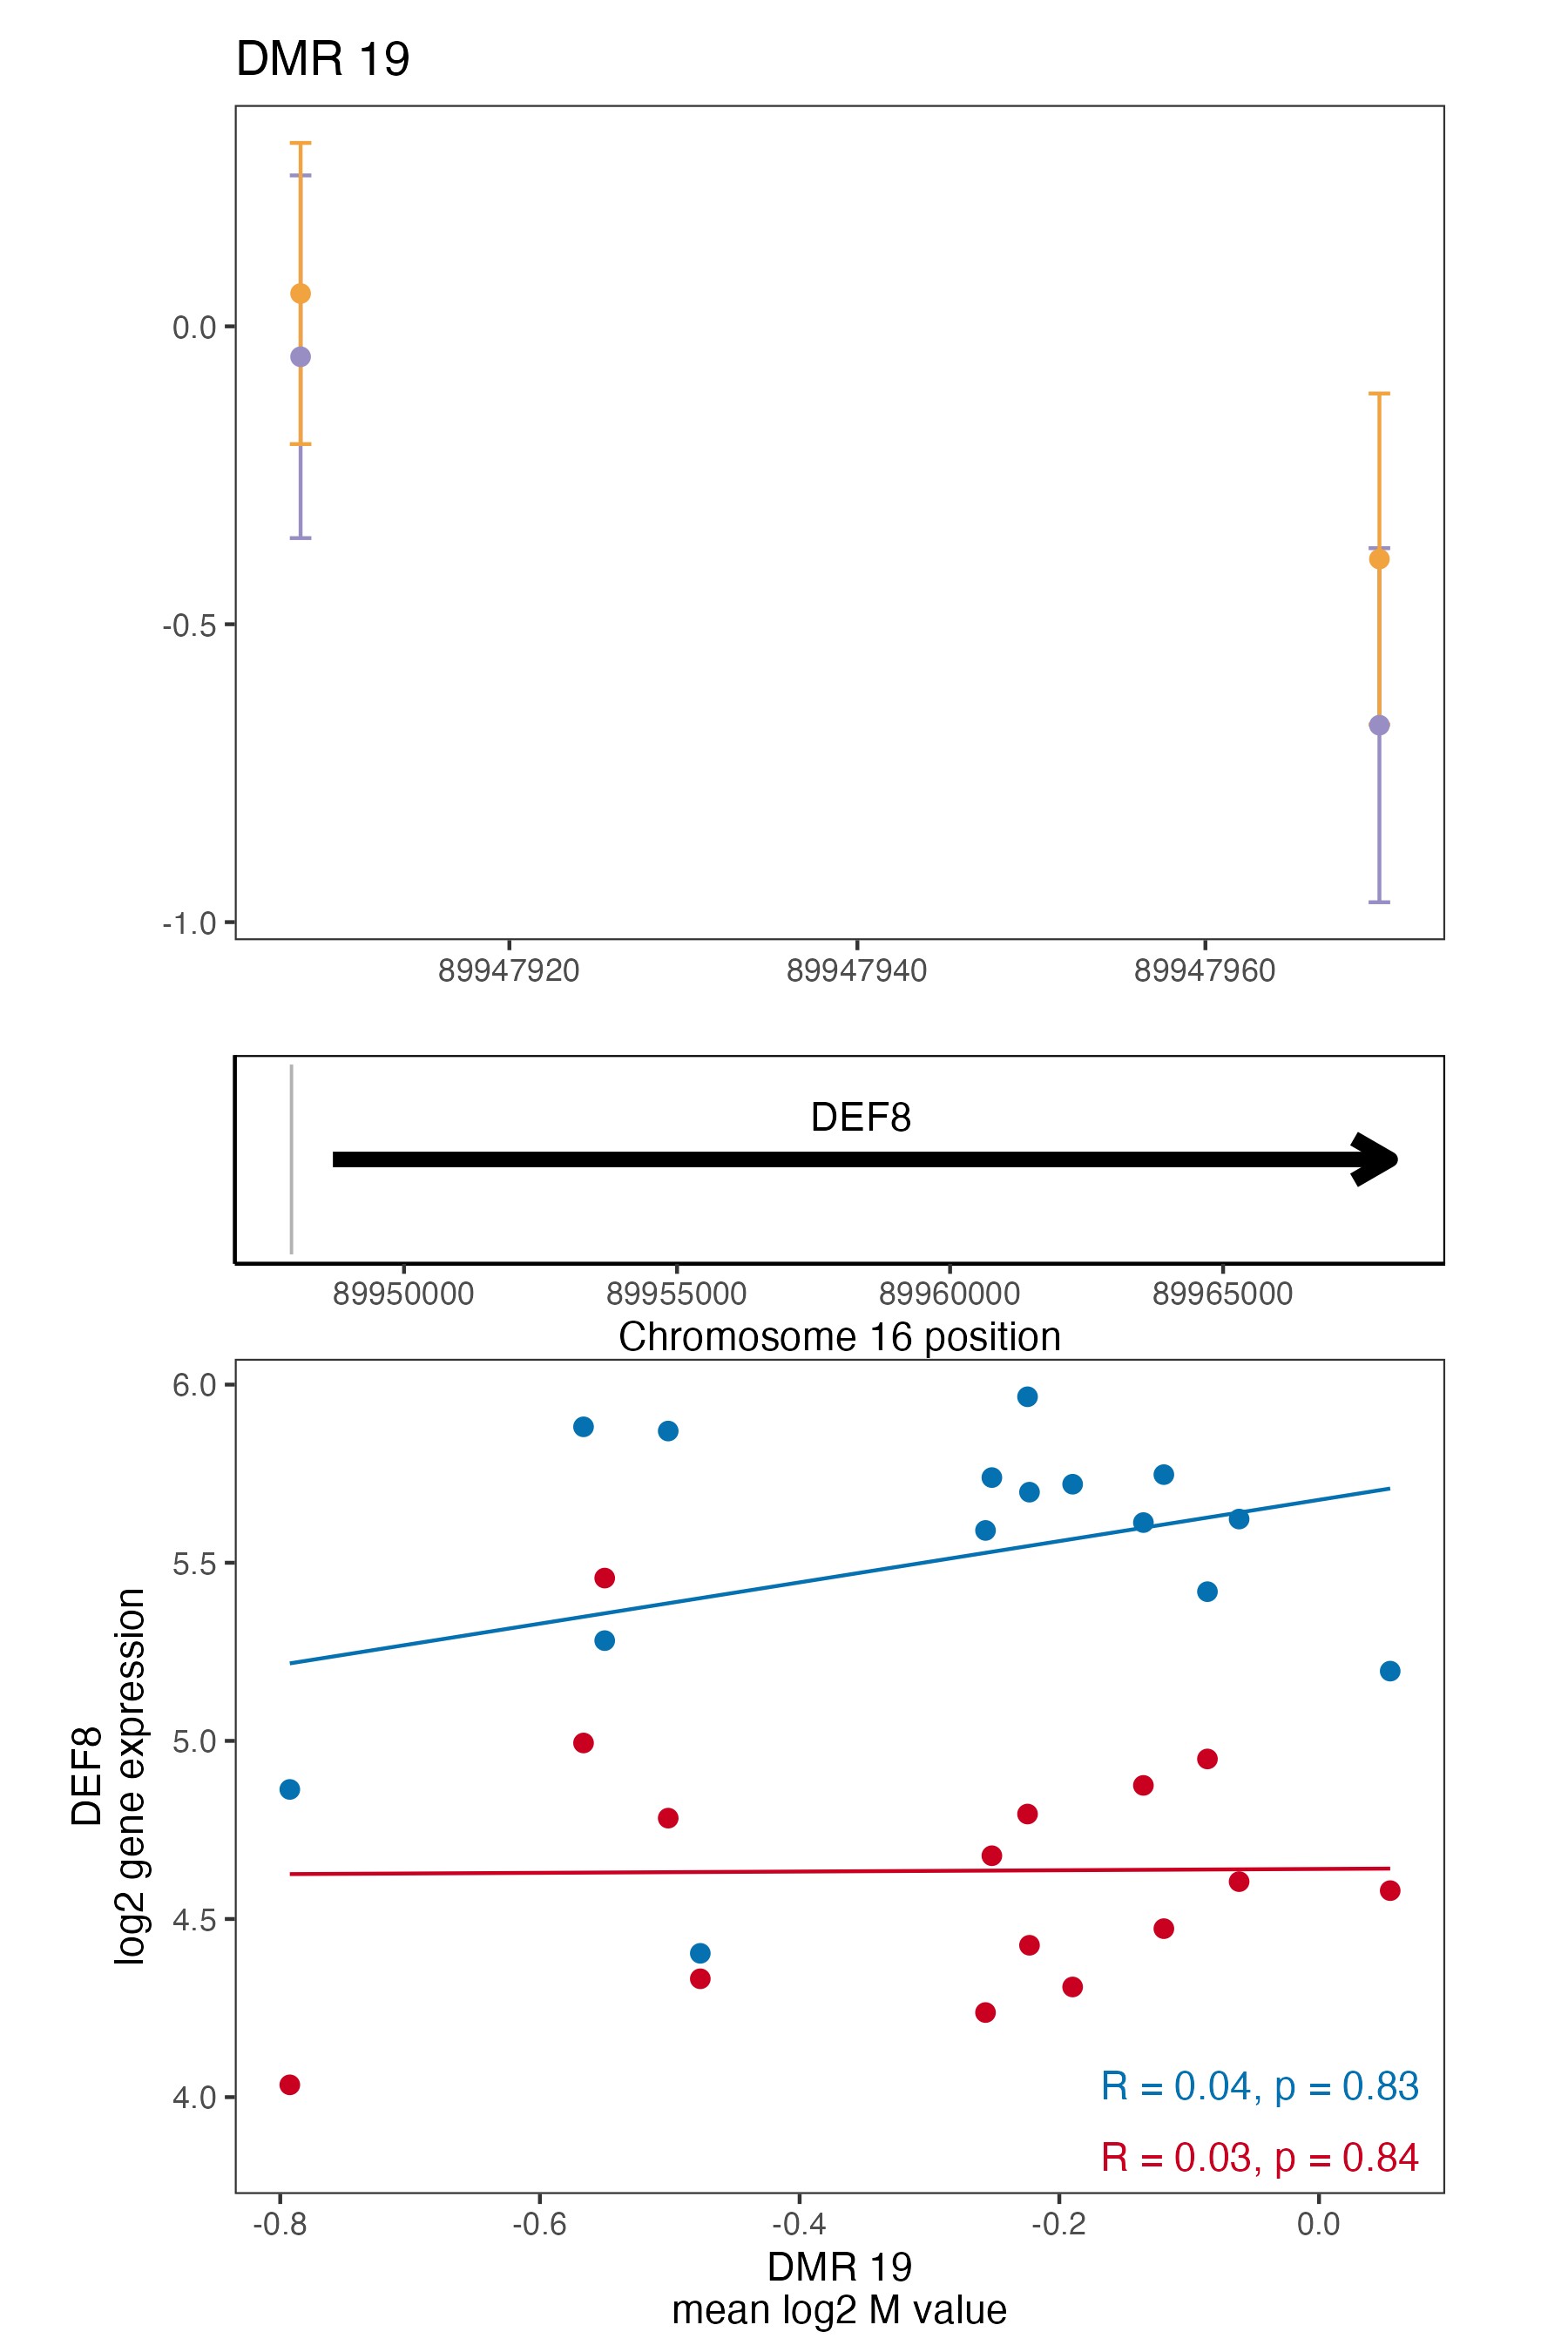 DMR 19
0.0
-0.5
-1.0
89947920 89947940 89947960
DEF8
89950000 89955000 89960000 89965000
Chromosome 16 position
6.0
5.5
5.0
4.5
4.0
DEF8
log2 gene expression
R = 0.04, p = 0.83
R = 0.03, p = 0.84
-0.8 -0.6 -0.4 -0.2 0.0
DMR 19
mean log2 M value